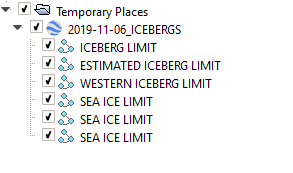 Temporary Places
2019-11-06_ICEBERGS
ICEBERG LIMIT
ESTIMATED ICEBERG LIMIT
WESTERN ICEBERG LIMIT
SEA ICE LIMIT
SEA ICE LIMIT
SEA ICE LIMIT